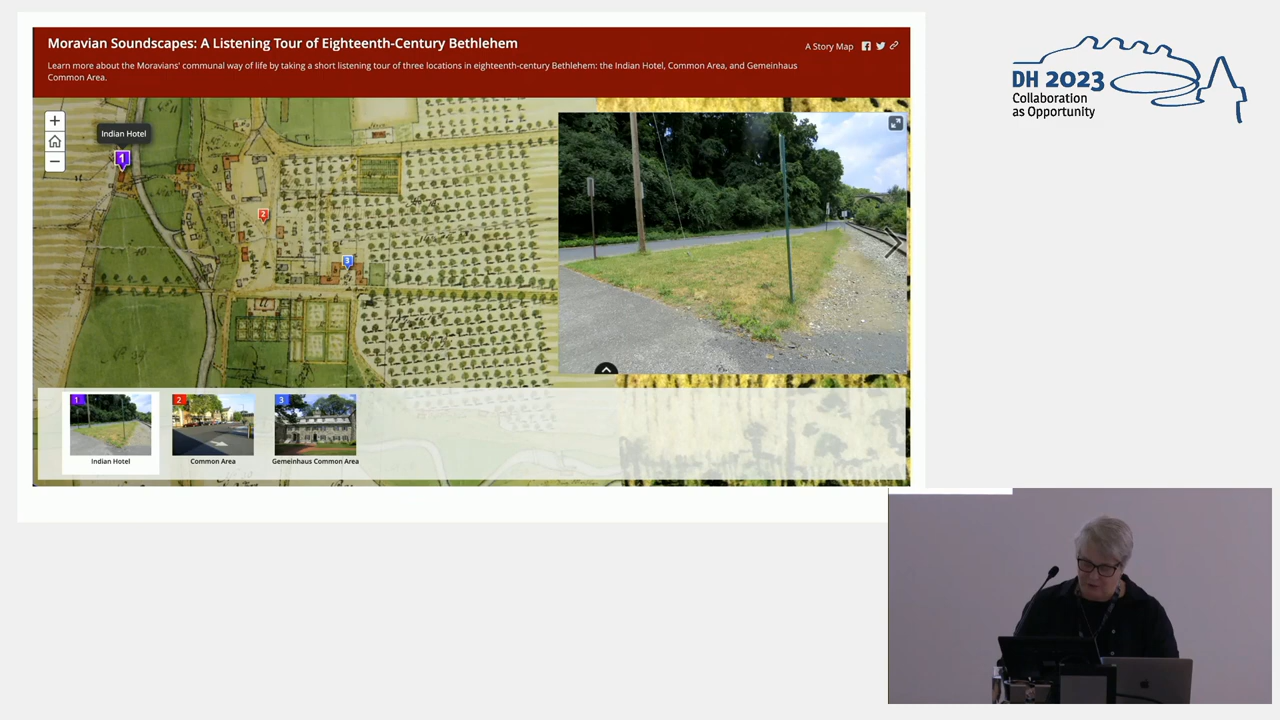 Moravian Soundscapes: A Listening Tour of Eighteenth-Century Bethlehem
A Story Map
Learn more about the Moravians' communal way of life by taking a short listening tour of three locations in eighteenth-century Bethlehem: the Indian Hotel, Common Area, and Gemeinhaus
Common Area.
+
−
Indian Hotel
1
2
3
1
2
3
Indian Hotel
Common Area
Gemeinhaus Common Area
DH 2023
Collaboration
as Opportunity